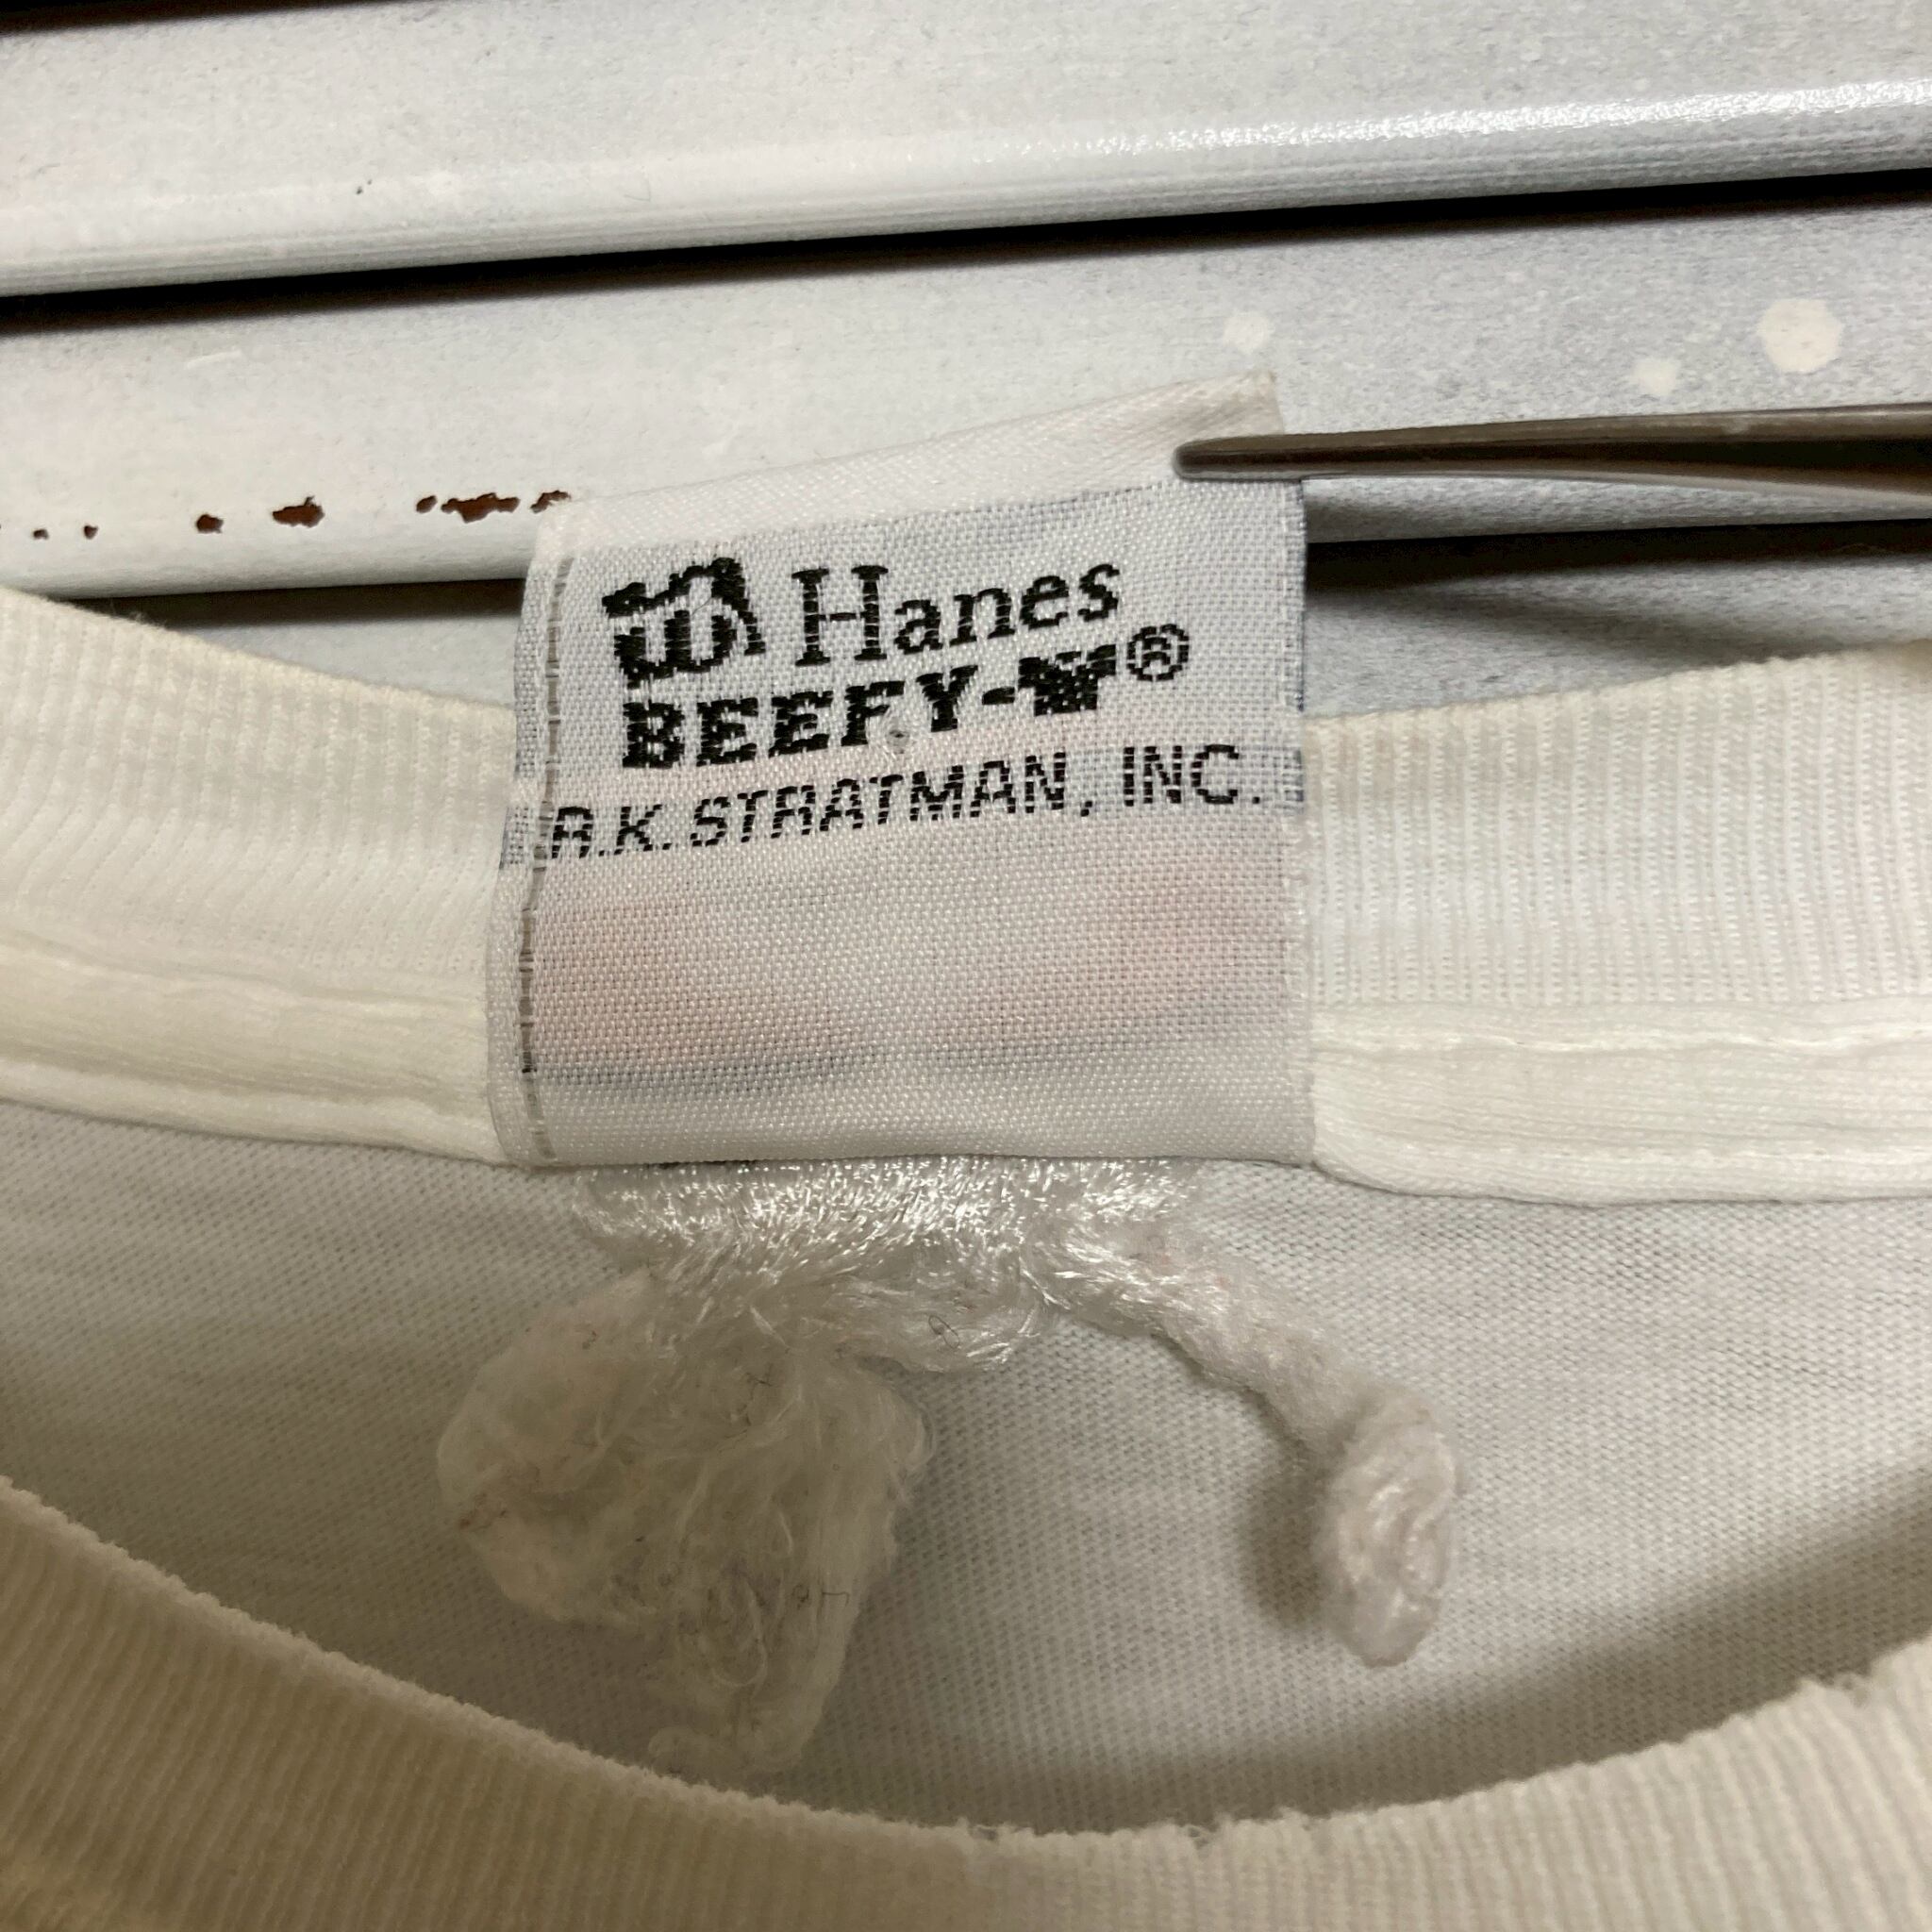 Hanes
BEEFY-T®
R.K. STRATMAN, INC.